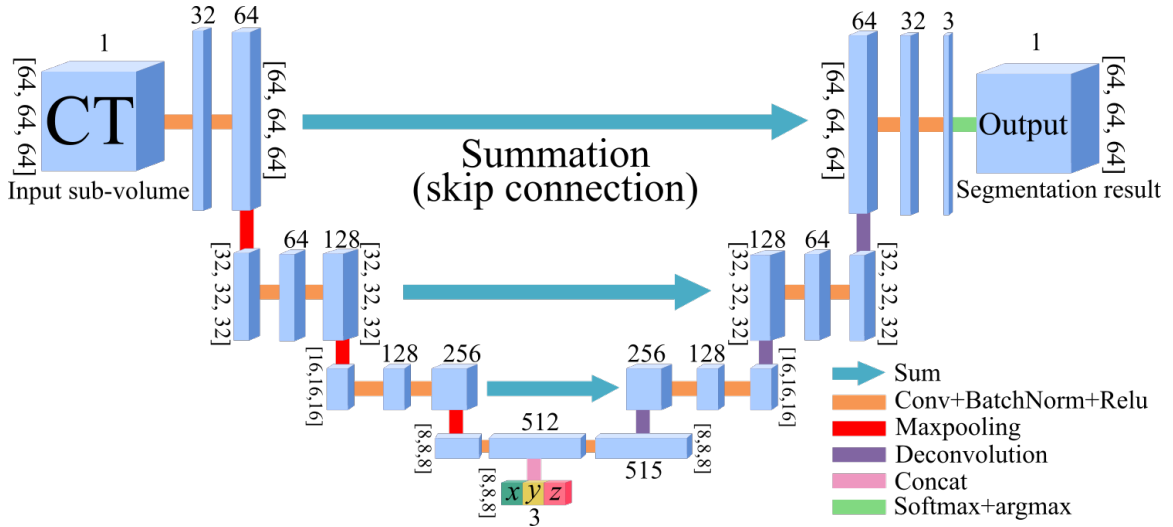 1
32
64
[64, 64, 64, 64]
CT
[64, 64, 64]
Input sub-volume
Summation
(skip connection)
64
32
3
1
[64, 64, 64]
Output
[64, 64, 64, 64]
Segmentation result
64
128
[32, 32, 32]
[32, 32, 32]
128
64
[32, 32, 32]
[32, 32, 32]
128
256
[16,16,16]
256
128
[16,16,16]
512
[8,8,8]
515
[8,8,8]
[8,8,8]
x y z
3
Sum
Conv+BatchNorm+Relu
Maxpooling
Deconvolution
Concat
Softmax+argmax